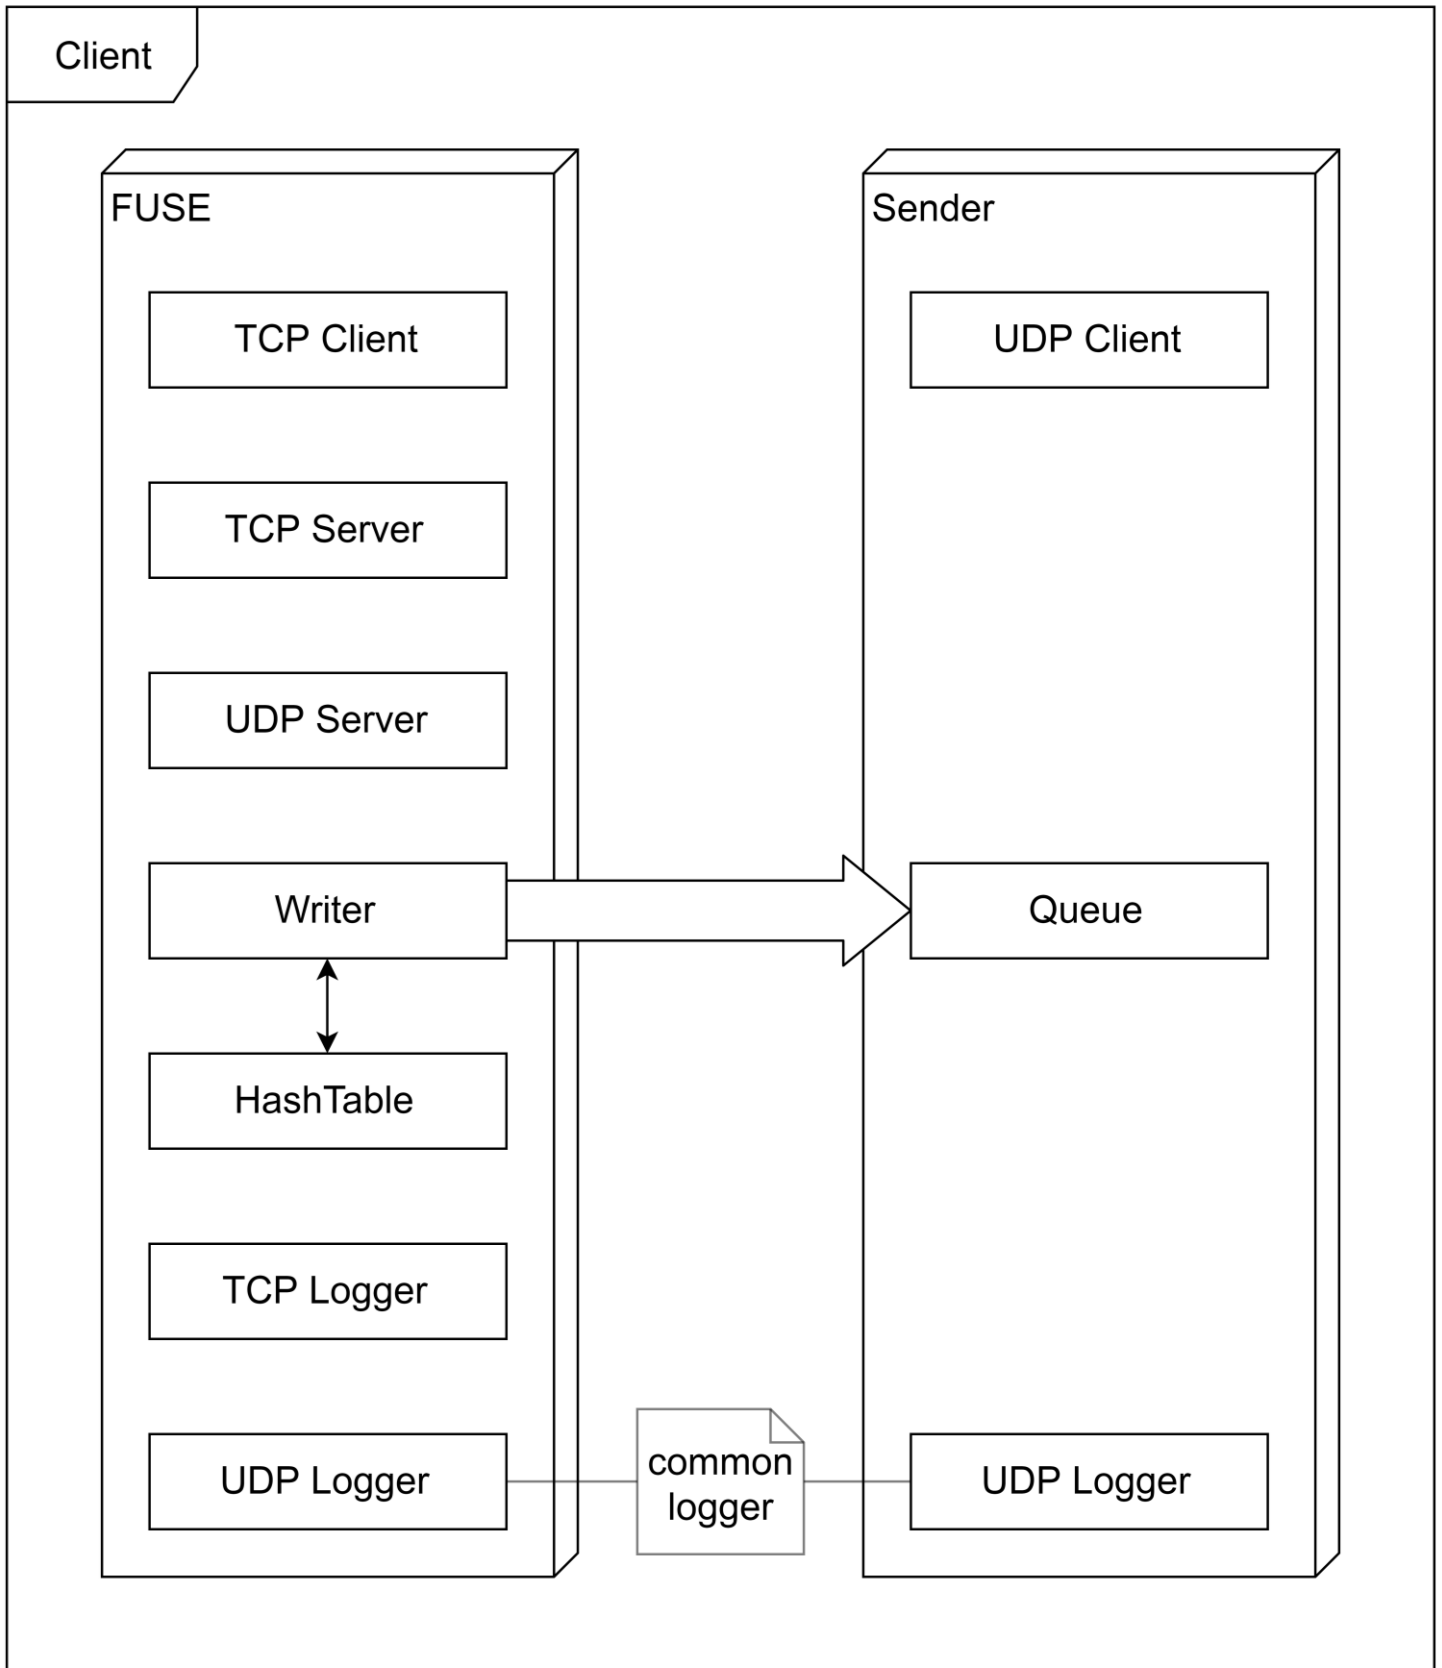 Client
FUSE
Sender
TCP Client
UDP Client
TCP Server
UDP Server
Writer
Queue
HashTable
TCP Logger
UDP Logger
common
logger
UDP Logger